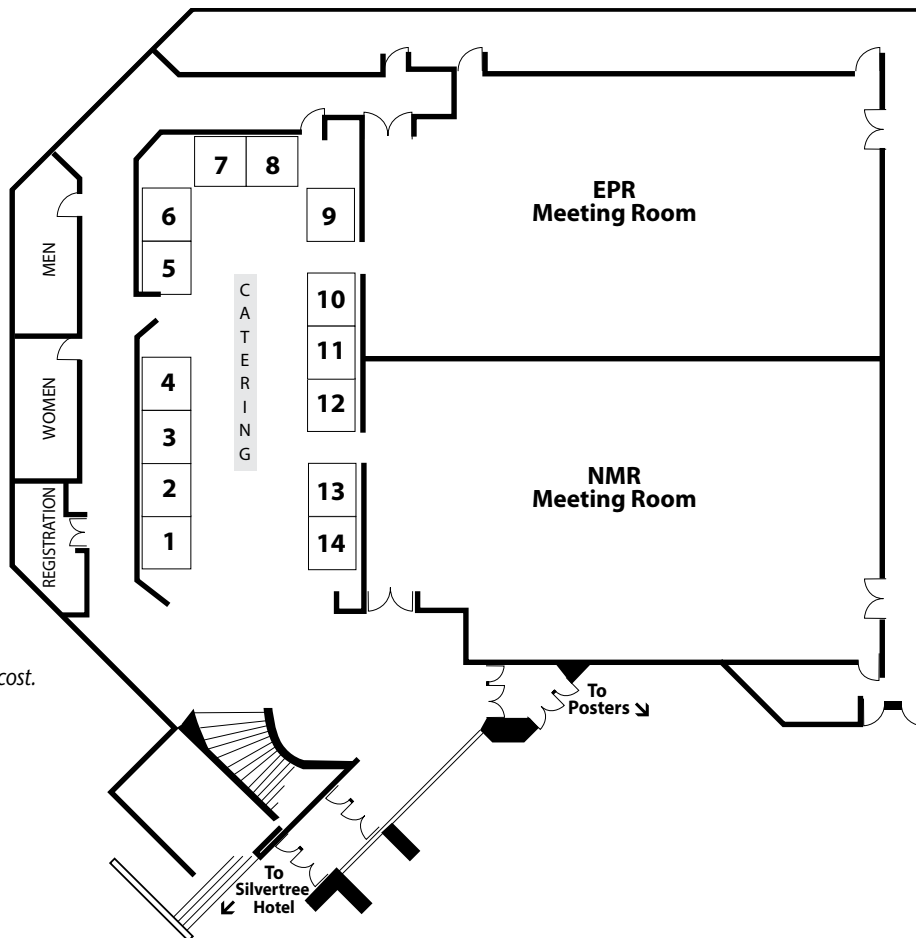 7
8
6
9
5
EPR
Meeting Room
MEN
CATERING
10
11
4
12
WOMEN
3
NMR
Meeting Room
2
13
REGISTRATION
1
14
cost.
To
Posters ↘
To
Silvertree
Hotel
↙